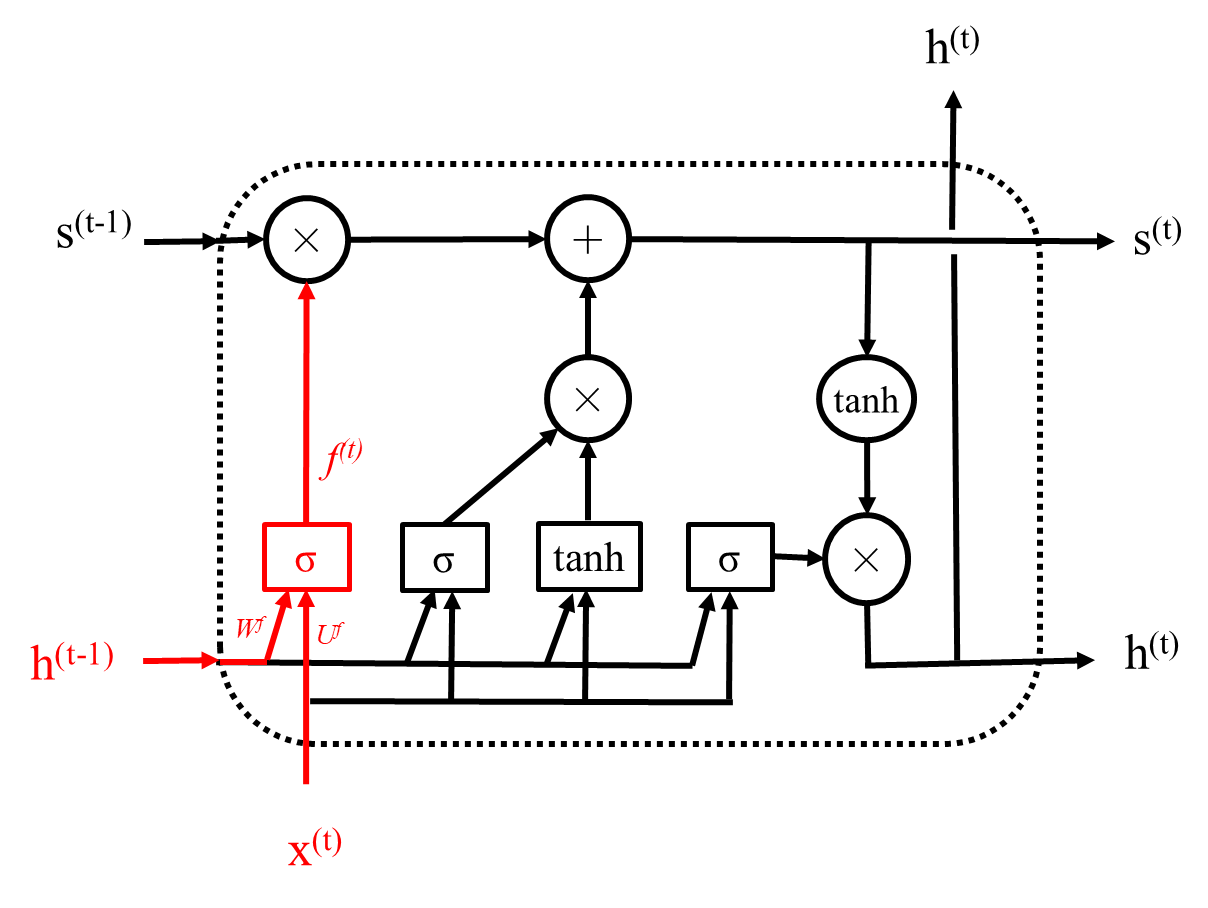 h⁽ᵗ⁾
s⁽ᵗ⁻¹⁾ × + s⁽ᵗ⁾
× tanh
f⁽ᵗ⁾
σ σ tanh σ ×
Wᶠ Uᶠ
h⁽ᵗ⁻¹⁾ h⁽ᵗ⁾
x⁽ᵗ⁾